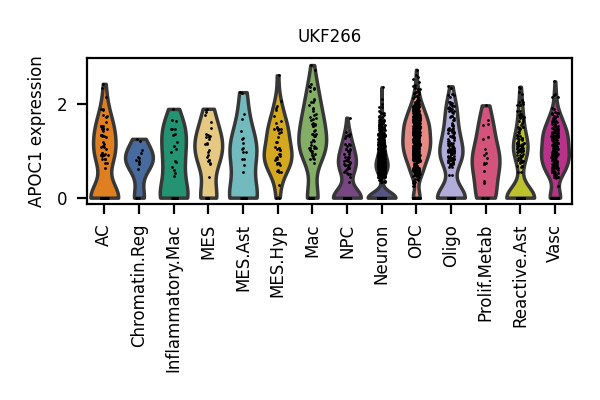 UKF266
APOC1 expression
2
0
AC
Chromatin.Reg
Inflammatory.Mac
MES
MES.Ast
MES.Hyp
Mac
NPC
Neuron
OPC
Oligo
Prolif.Metab
Reactive.Ast
Vasc